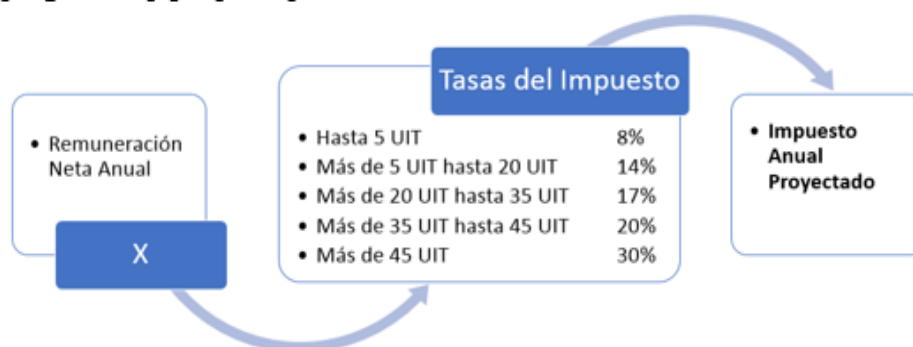 • Remuneración
Neta Anual
X
Tasas del Impuesto
• Hasta 5 UIT 8%
• Más de 5 UIT hasta 20 UIT 14%
• Más de 20 UIT hasta 35 UIT 17%
• Más de 35 UIT hasta 45 UIT 20%
• Más de 45 UIT 30%
• Impuesto
Anual
Proyectado